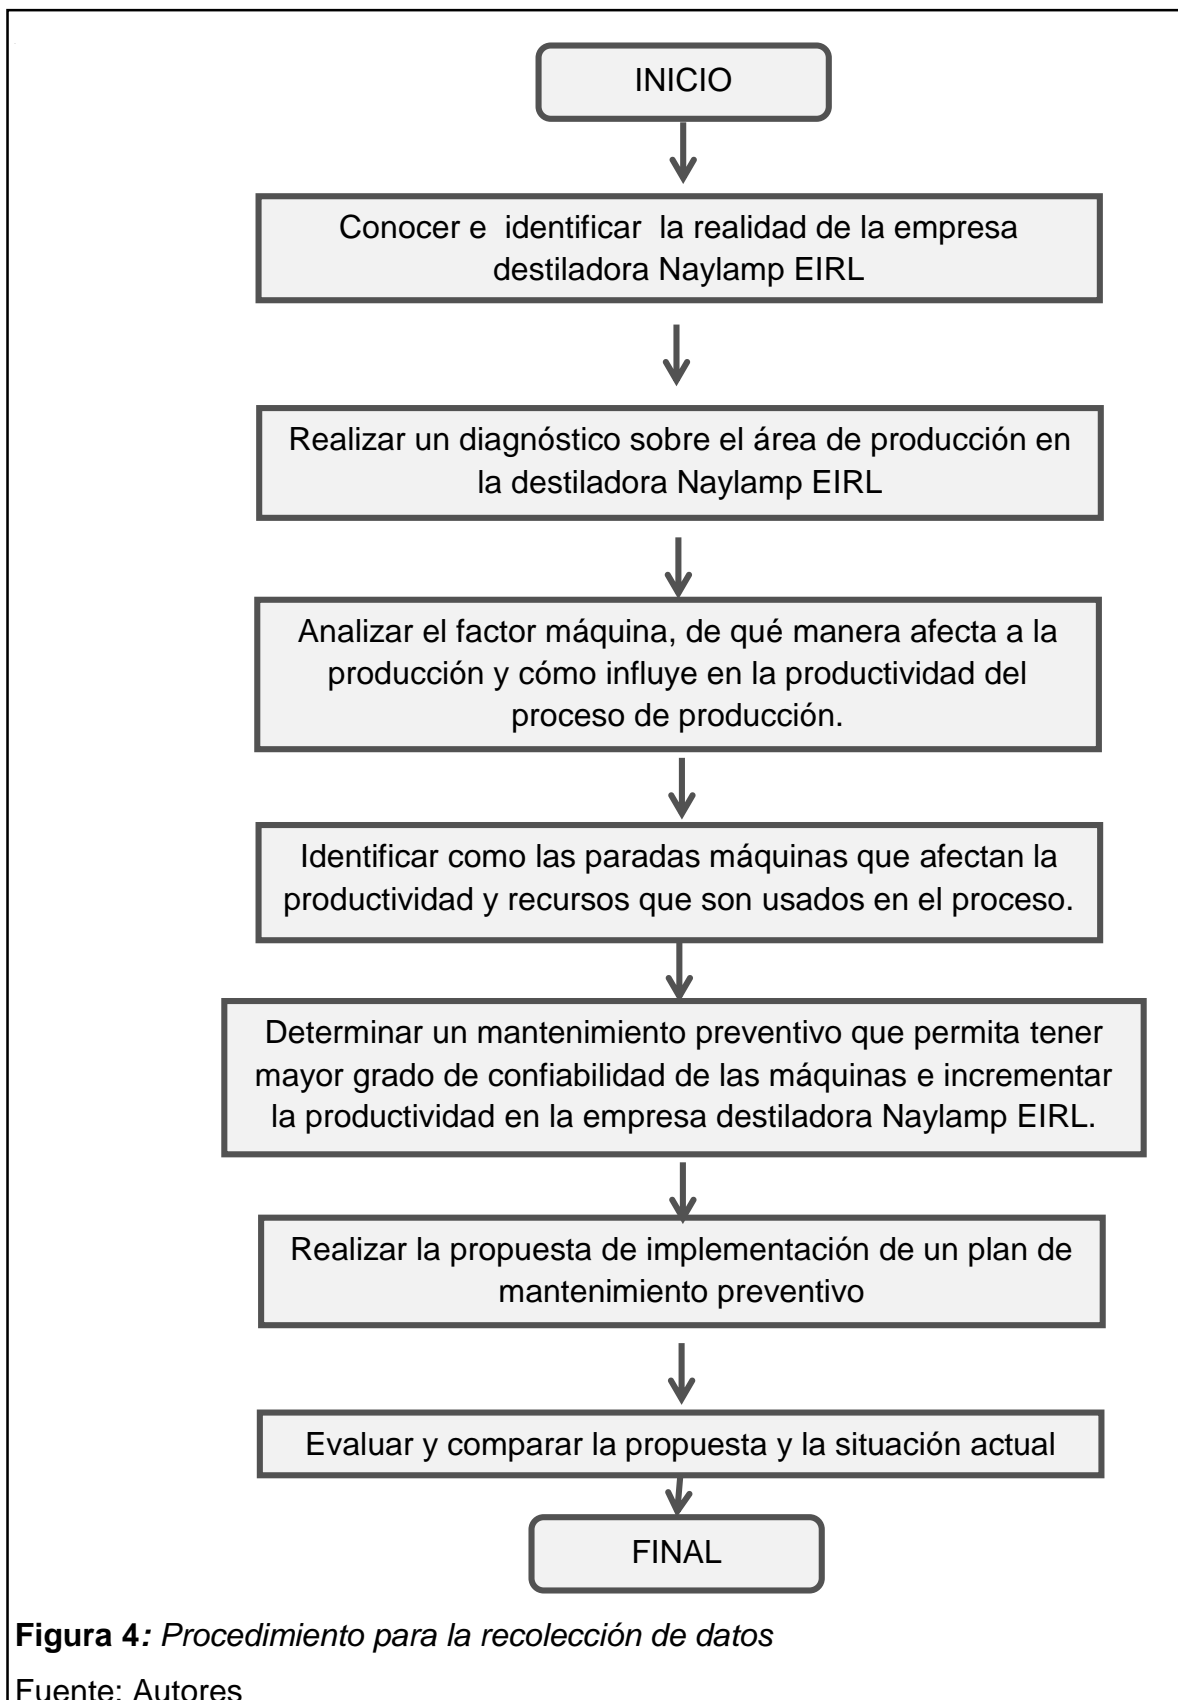 INICIO
Conocer e  identificar  la realidad de la empresa
destiladora Naylamp EIRL
Realizar un diagnóstico sobre el área de producción en
la destiladora Naylamp EIRL
Analizar el factor máquina, de qué manera afecta a la
producción y cómo influye en la productividad del
proceso de producción.
Identificar como las paradas máquinas que afectan la
productividad y recursos que son usados en el proceso.
Determinar un mantenimiento preventivo que permita tener
mayor grado de confiabilidad de las máquinas e incrementar
la productividad en la empresa destiladora Naylamp EIRL.
Realizar la propuesta de implementación de un plan de
mantenimiento preventivo
Evaluar y comparar la propuesta y la situación actual
FINAL
Figura 4: Procedimiento para la recolección de datos
Fuente: Autores